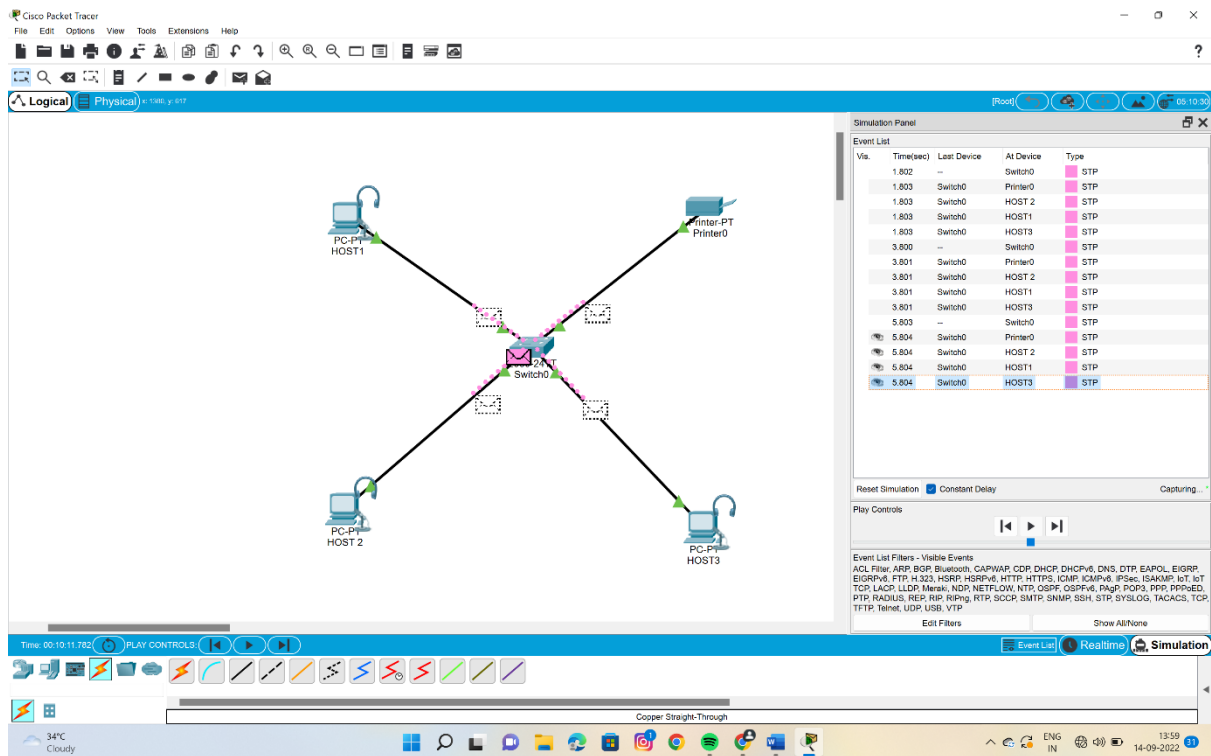 Cisco Packet Tracer
File Edit Options View Tools Extensions Help
?
Logical Physical x: 1388, y: 817 [Root] 05:10:30
Simulation Panel
Event List
Vis. Time(sec) Last Device At Device Type
1.802 -- Switch0 STP
1.803 Switch0 Printer0 STP
1.803 Switch0 HOST 2 STP
1.803 Switch0 HOST1 STP
1.803 Switch0 HOST3 STP
3.800 -- Switch0 STP
3.801 Switch0 Printer0 STP
3.801 Switch0 HOST 2 STP
3.801 Switch0 HOST1 STP
3.801 Switch0 HOST3 STP
5.803 -- Switch0 STP
5.804 Switch0 Printer0 STP
5.804 Switch0 HOST 2 STP
5.804 Switch0 HOST1 STP
5.804 Switch0 HOST3 STP
PC-PT
HOST1
Printer-PT
Printer0
Switch0
PC-PT
HOST 2
PC-PT
HOST3
Reset Simulation Constant Delay Capturing...
Play Controls
Event List Filters - Visible Events
ACL Filter, ARP, BGP, Bluetooth, CAPWAP, CDP, DHCP, DHCPv6, DNS, DTP, EAPOL, EIGRP,
EIGRPv6, FTP, H.323, HSRP, HSRPv6, HTTP, HTTPS, ICMP, ICMPv6, IPSec, ISAKMP, IoT, IoT
TCP, LACP, LLDP, Meraki, NDP, NETFLOW, NTP, OSPF, OSPFv6, PAgP, POP3, PPP, PPPoED,
PTP, RADIUS, REP, RIP, RIPng, RTP, SCCP, SMTP, SNMP, SSH, STP, SYSLOG, TACACS, TCP,
TFTP, Telnet, UDP, USB, VTP
Edit Filters Show All/None
Time: 00:10:11.782 PLAY CONTROLS: Event List Realtime Simulation
Copper Straight-Through
34°C
Cloudy
ENG
IN
13:59
14-09-2022
31